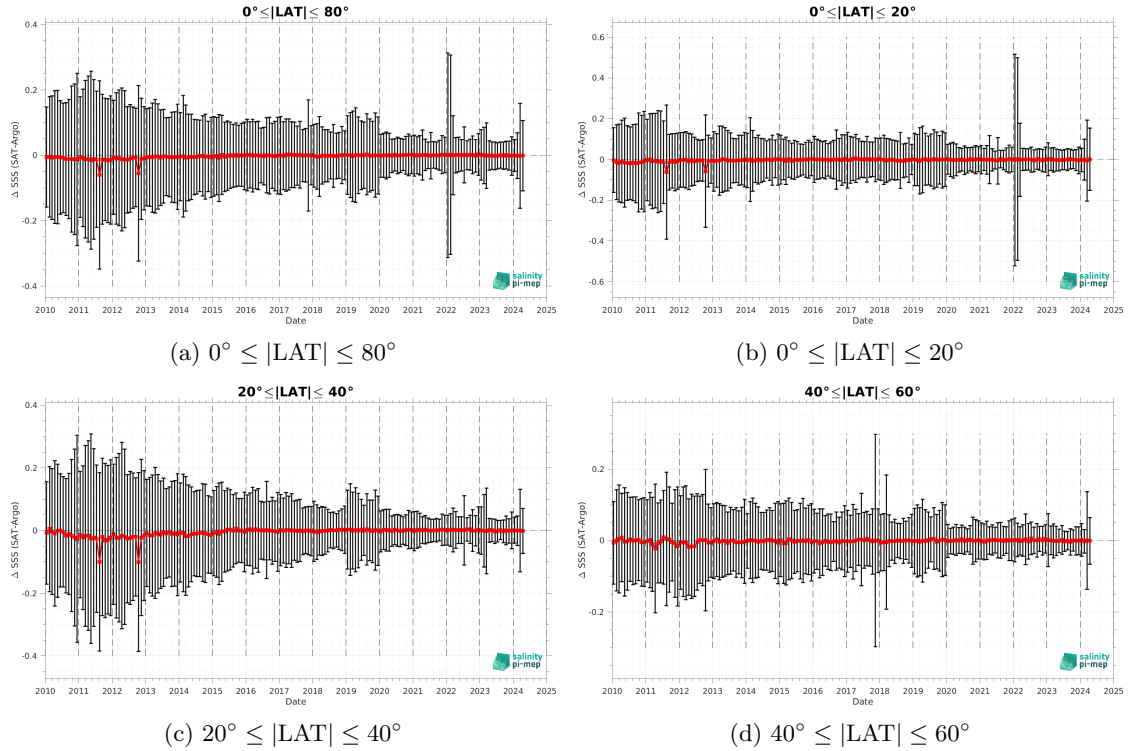 0°≤|LAT|≤ 80°
Δ SSS (SAT-Argo)
0.4
0.2
0
-0.2
-0.4
2010 2011 2012 2013 2014 2015 2016 2017 2018 2019 2020 2021 2022 2023 2024 2025
Date
salinity
pi-mep
(a) 0° ≤ |LAT| ≤ 80°
0°≤|LAT|≤ 20°
Δ SSS (SAT-Argo)
0.6
0.4
0.2
0
-0.2
-0.4
-0.6
2010 2011 2012 2013 2014 2015 2016 2017 2018 2019 2020 2021 2022 2023 2024 2025
Date
salinity
pi-mep
(b) 0° ≤ |LAT| ≤ 20°
20°≤|LAT|≤ 40°
Δ SSS (SAT-Argo)
0.4
0.2
0
-0.2
-0.4
2010 2011 2012 2013 2014 2015 2016 2017 2018 2019 2020 2021 2022 2023 2024 2025
Date
salinity
pi-mep
(c) 20° ≤ |LAT| ≤ 40°
40°≤|LAT|≤ 60°
Δ SSS (SAT-Argo)
0.2
0
-0.2
2010 2011 2012 2013 2014 2015 2016 2017 2018 2019 2020 2021 2022 2023 2024 2025
Date
salinity
pi-mep
(d) 40° ≤ |LAT| ≤ 60°